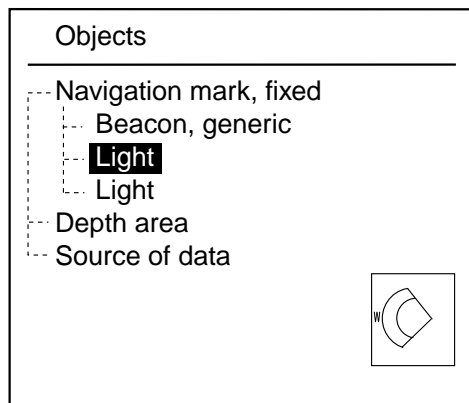 Objects
Navigation mark, fixed
Beacon, generic
Light
Light
Depth area
Source of data
W